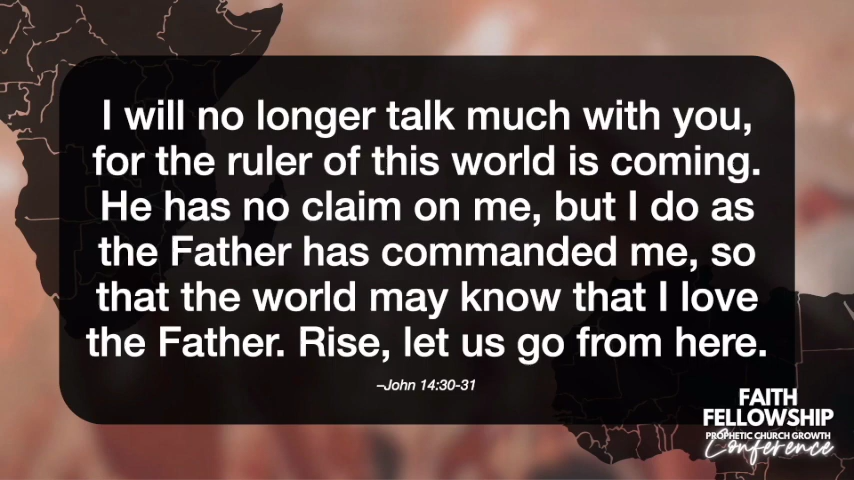 I will no longer talk much with you,
for the ruler of this world is coming.
He has no claim on me, but I do as
the Father has commanded me, so
that the world may know that I love
the Father. Rise, let us go from here.
–John 14:30-31
FAITH
FELLOWSHIP
PROPHETIC CHURCH GROWTH
Conference